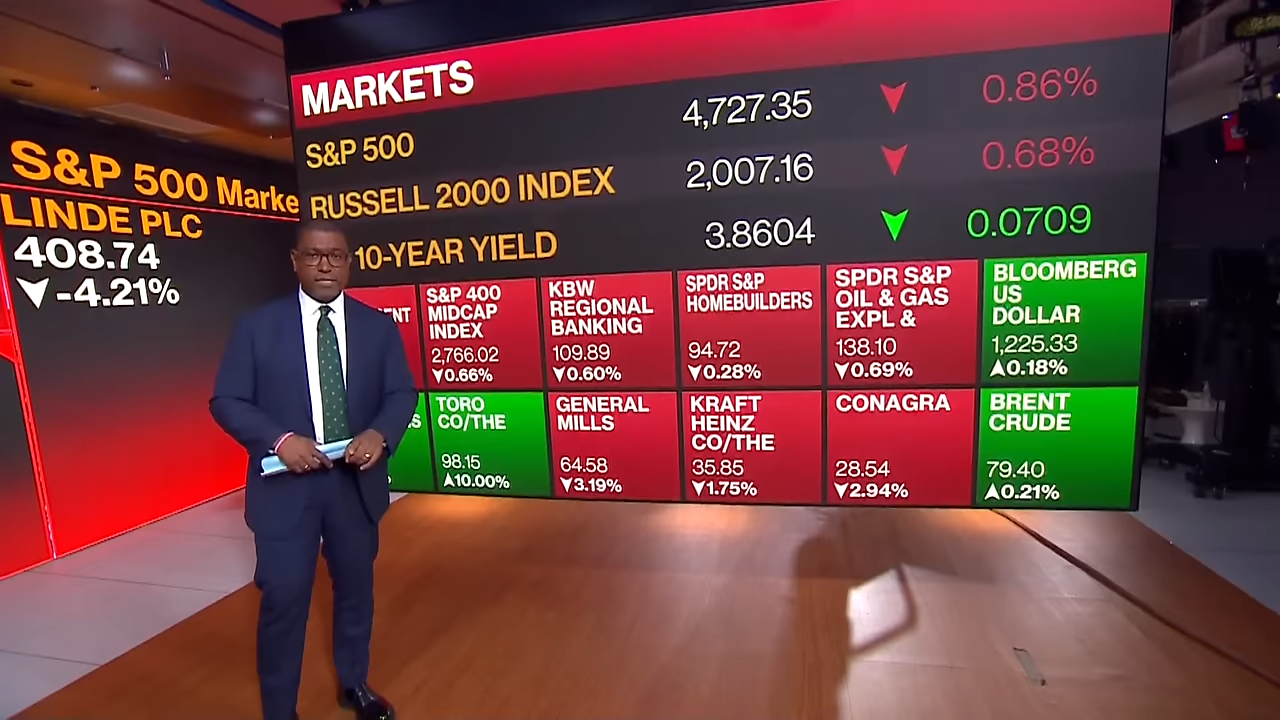 S&P 500 Marke
LINDE PLC
408.74
▼-4.21%
MARKETS
S&P 500 4,727.35 ▼ 0.86%
RUSSELL 2000 INDEX 2,007.16 ▼ 0.68%
10-YEAR YIELD 3.8604 ▼ 0.0709
ENT
S&P 400
MIDCAP
INDEX
2,766.02
▼0.66%
KBW
REGIONAL
BANKING
109.89
▼0.60%
SPDR S&P
HOMEBUILDERS
94.72
▼0.28%
SPDR S&P
OIL & GAS
EXPL &
138.10
▼0.69%
BLOOMBERG
US
DOLLAR
1,225.33
▲0.18%
S
TORO
CO/THE
98.15
▲10.00%
GENERAL
MILLS
64.58
▼3.19%
KRAFT
HEINZ
CO/THE
35.85
▼1.75%
CONAGRA
28.54
▼2.94%
BRENT
CRUDE
79.40
▲0.21%